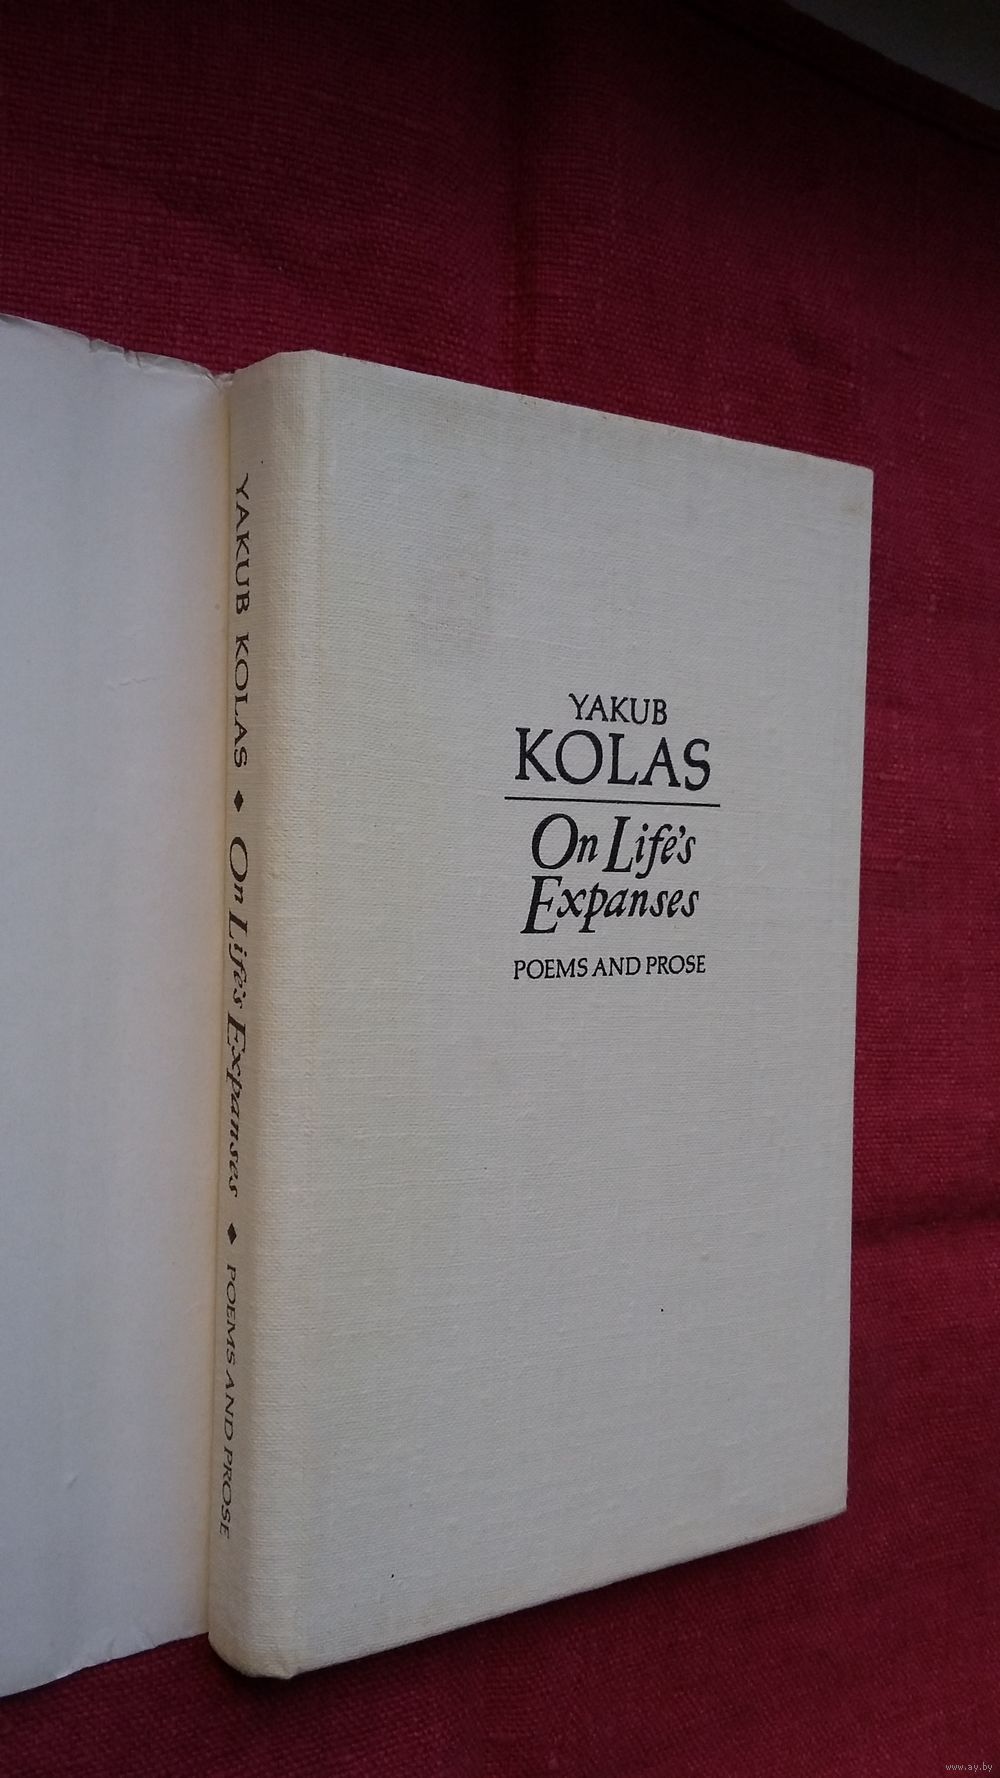 YAKUB KOLAS ♦ On Life's Expanses ♦ POEMS AND PROSE
YAKUB
KOLAS
On Life's
Expanses
POEMS AND PROSE
www.ay.by